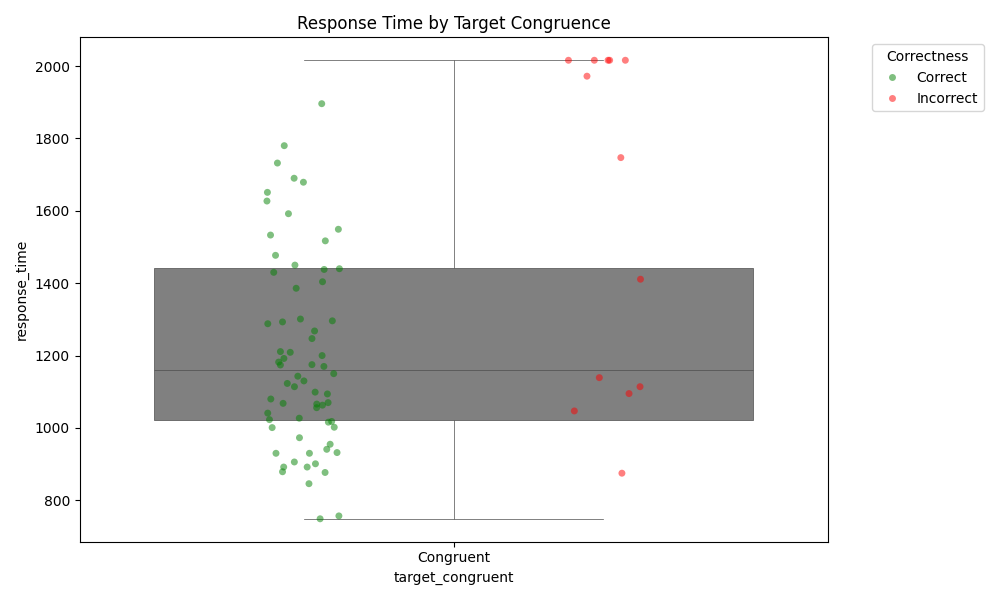 Response Time by Target Congruence
Correctness
Correct
Incorrect
response_time
2000
1800
1600
1400
1200
1000
800
Congruent
target_congruent